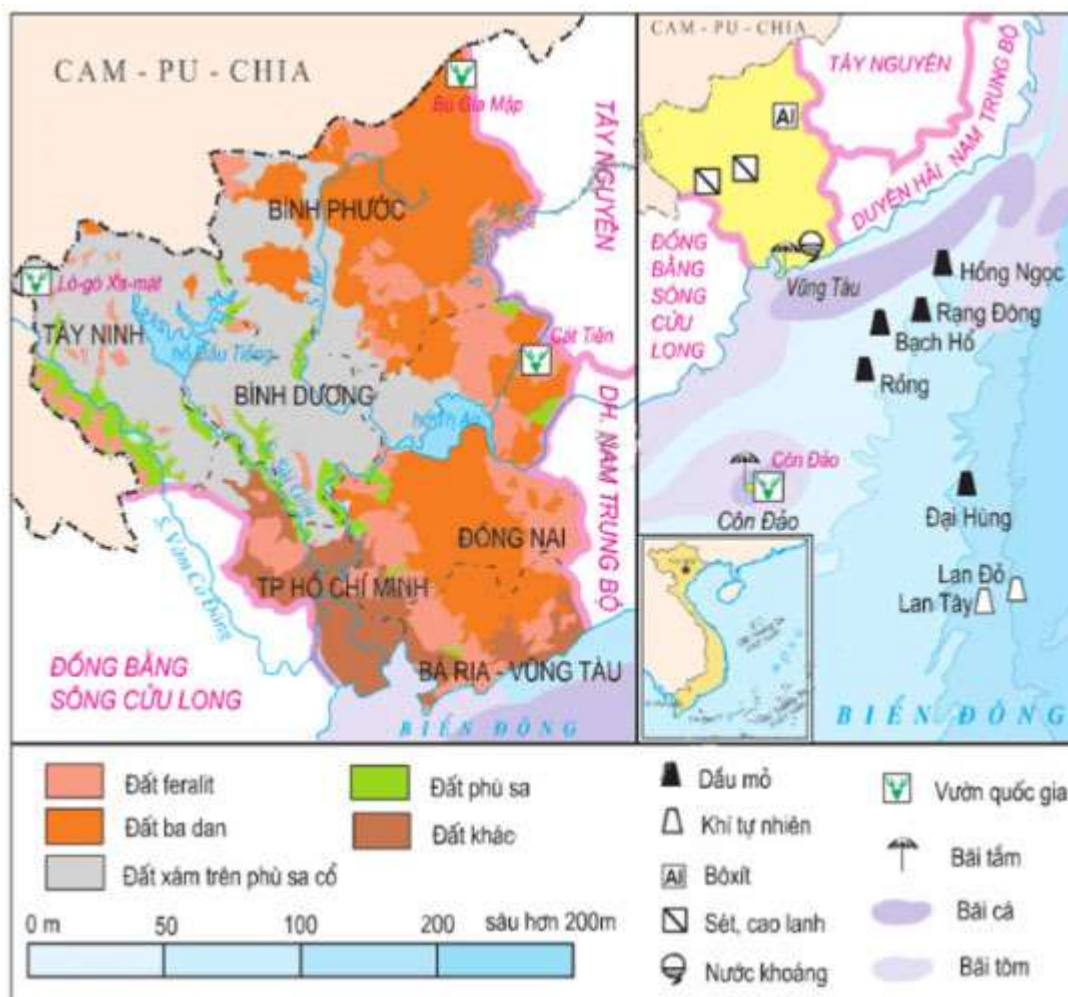 CAM - PU - CHIA
Bù Gia Mập
TÂY NGUYÊN
BÌNH PHƯỚC
Lò-gò Xa-mát
TÂY NINH
hồ Dầu Tiếng
BÌNH DƯƠNG
Cát Tiên
DH. NAM TRUNG BỘ
ĐỒNG NAI
TP HỒ CHÍ MINH
S. Vàm Cỏ Đông
BÀ RỊA - VŨNG TÀU
ĐỒNG BẰNG
SÔNG CỬU LONG
BIỂN ĐÔNG
CAM - PU - CHIA
TÂY NGUYÊN
DUYÊN HẢI NAM TRUNG BỘ
Al
ĐỒNG
BẰNG
SÔNG
CỬU
LONG
Vũng Tàu
Hồng Ngọc
Rạng Đông
Bạch Hổ
Rồng
Côn Đảo
Côn Đảo
Đại Hùng
Lan Đỏ
Lan Tây
BIỂN ĐÔNG
Đất feralit
Đất ba dan
Đất xám trên phù sa cổ
Đất phù sa
Đất khác
0 m 50 100 200 sâu hơn 200m
Dầu mỏ
Khí tự nhiên
Al Bôxít
Sét, cao lanh
Nước khoáng
Vườn quốc gia
Bãi tắm
Bãi cá
Bãi tôm